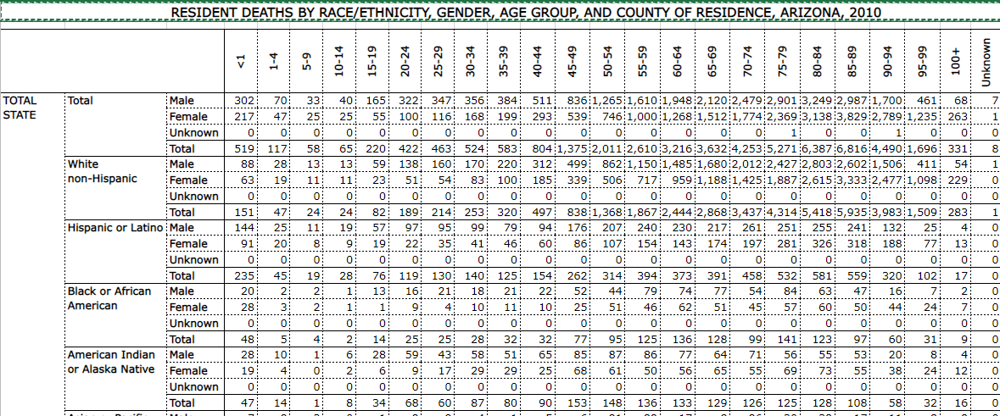 RESIDENT DEATHS BY RACE/ETHNICITY, GENDER, AGE GROUP, AND COUNTY OF RESIDENCE, ARIZONA, 2010
<1 1-4 5-9 10-14 15-19 20-24 25-29 30-34 35-39 40-44 45-49 50-54 55-59 60-64 65-69 70-74 75-79 80-84 85-89 90-94 95-99 100+ Unknown
TOTAL STATE Total Male 302 70 33 40 165 322 347 356 384 511 836 1,265 1,610 1,948 2,120 2,479 2,901 3,249 2,987 1,700 461 68 7
Female 217 47 25 25 55 100 116 168 199 293 539 746 1,000 1,268 1,512 1,774 2,369 3,138 3,829 2,789 1,235 263 1
Unknown 0 0 0 0 0 0 0 0 0 0 0 0 0 0 0 0 1 0 0 1 0 0 0
Total 519 117 58 65 220 422 463 524 583 804 1,375 2,011 2,610 3,216 3,632 4,253 5,271 6,387 6,816 4,490 1,696 331 8
White non-Hispanic Male 88 28 13 13 59 138 160 170 220 312 499 862 1,150 1,485 1,680 2,012 2,427 2,803 2,602 1,506 411 54 1
Female 63 19 11 11 23 51 54 83 100 185 339 506 717 959 1,188 1,425 1,887 2,615 3,333 2,477 1,098 229 0
Unknown 0 0 0 0 0 0 0 0 0 0 0 0 0 0 0 0 0 0 0 0 0 0 0
Total 151 47 24 24 82 189 214 253 320 497 838 1,368 1,867 2,444 2,868 3,437 4,314 5,418 5,935 3,983 1,509 283 1
Hispanic or Latino Male 144 25 11 19 57 97 95 99 79 94 176 207 240 230 217 261 251 255 241 132 25 4 0
Female 91 20 8 9 19 22 35 41 46 60 86 107 154 143 174 197 281 326 318 188 77 13 0
Unknown 0 0 0 0 0 0 0 0 0 0 0 0 0 0 0 0 0 0 0 0 0 0 0
Total 235 45 19 28 76 119 130 140 125 154 262 314 394 373 391 458 532 581 559 320 102 17 0
Black or African American Male 20 2 2 1 13 16 21 18 21 22 52 44 79 74 77 54 84 63 47 16 7 2 0
Female 28 3 2 1 1 9 4 10 11 10 25 51 46 62 51 45 57 60 50 44 24 7 0
Unknown 0 0 0 0 0 0 0 0 0 0 0 0 0 0 0 0 0 0 0 0 0 0 0
Total 48 5 4 2 14 25 25 28 32 32 77 95 125 136 128 99 141 123 97 60 31 9 0
American Indian or Alaska Native Male 28 10 1 6 28 59 43 58 51 65 85 87 86 77 64 71 56 55 53 20 8 4 0
Female 19 4 0 2 6 9 17 29 29 25 68 61 50 56 65 55 69 73 55 38 24 12 0
Unknown 0 0 0 0 0 0 0 0 0 0 0 0 0 0 0 0 0 0 0 0 0 0 0
Total 47 14 1 8 34 68 60 87 80 90 153 148 136 133 129 126 125 128 108 58 32 16 0